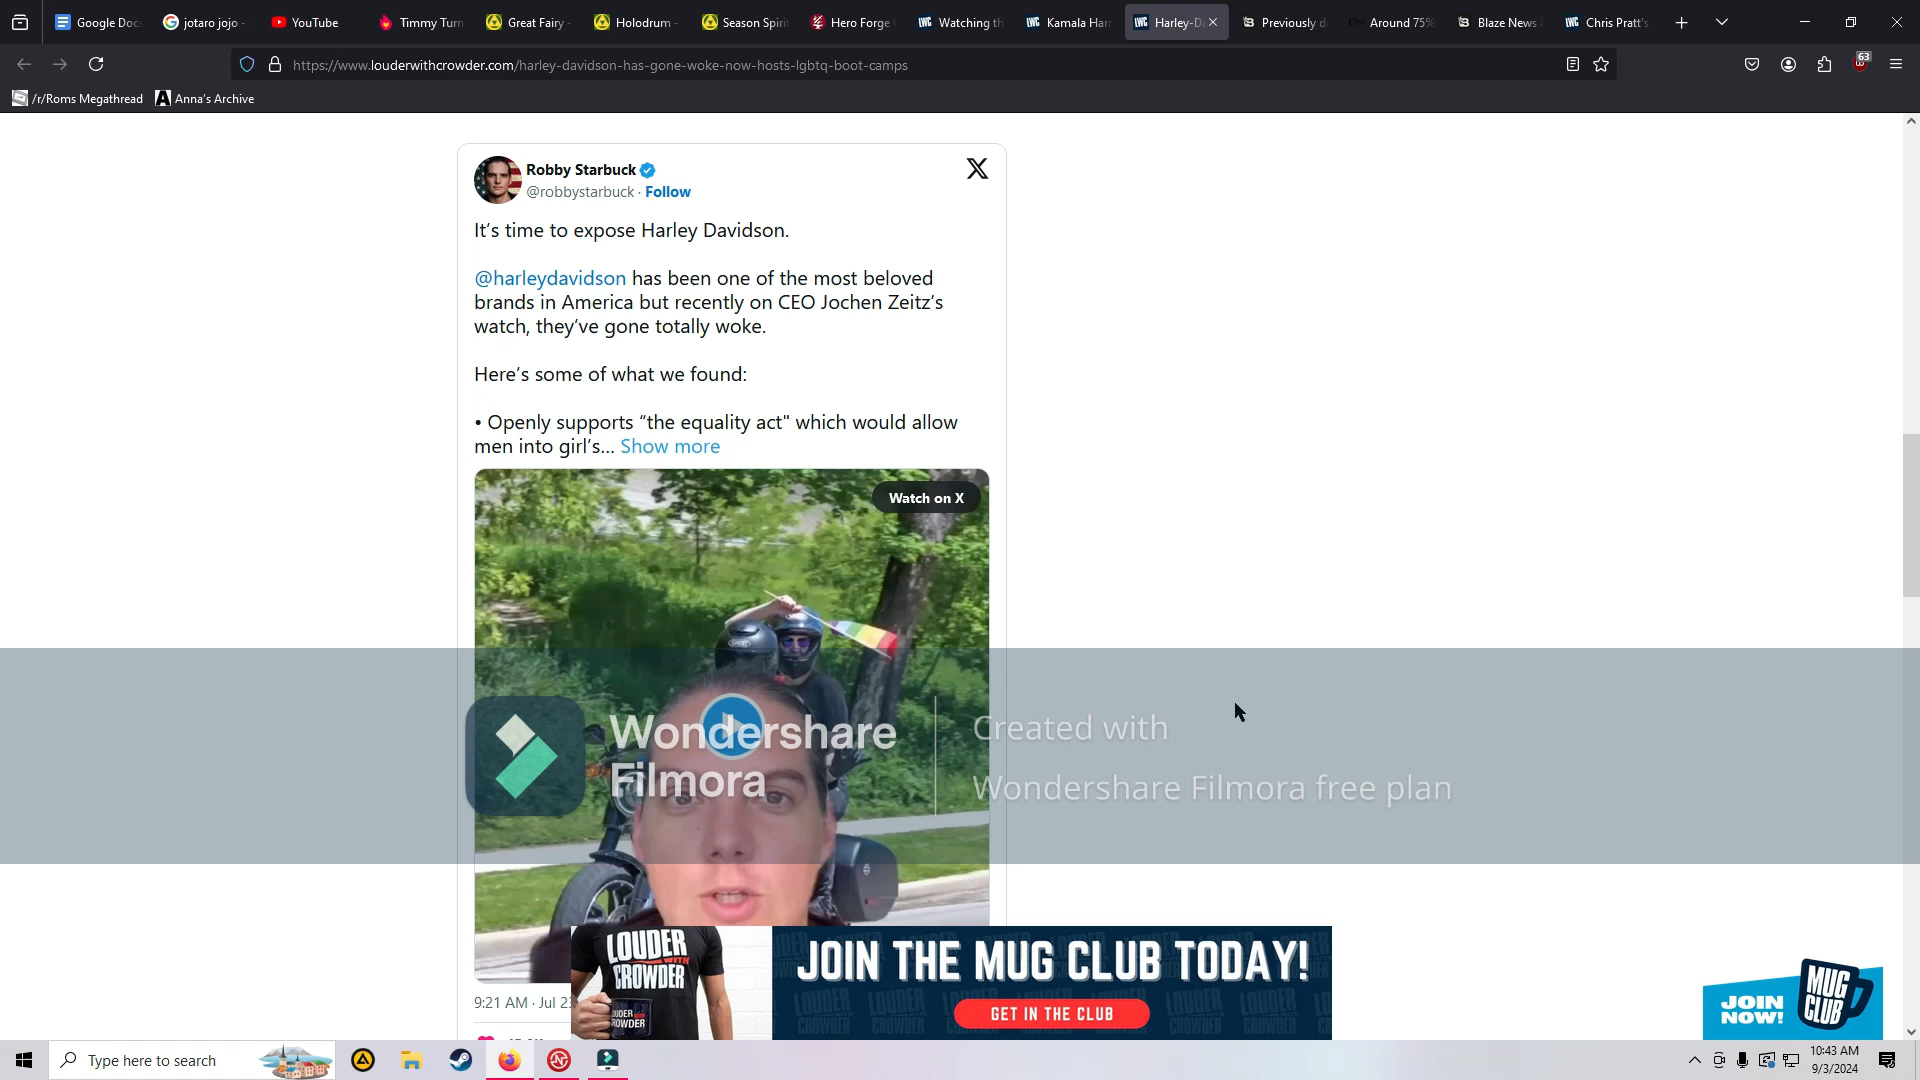 Google Doc
jotaro jojo -
YouTube
Timmy Turn
Great Fairy -
Holodrum -
Season Spiri
Hero Forge
Watching th
Kamala Har
Harley-D
Previously d
Around 75%
Blaze News
Chris Pratt's
https://www.louderwithcrowder.com/harley-davidson-has-gone-woke-now-hosts-lgbtq-boot-camps
63
/r/Roms Megathread
Anna's Archive
Robby Starbuck
@robbystarbuck · Follow
It's time to expose Harley Davidson.
@harleydavidson has been one of the most beloved
brands in America but recently on CEO Jochen Zeitz's
watch, they've gone totally woke.
Here's some of what we found:
• Openly supports “the equality act" which would allow
men into girl's... Show more
Watch on X
Wondershare
Filmora
Created with
Wondershare Filmora free plan
9:21 AM · Jul 23
LOUDER
WITH
CROWDER
JOIN THE MUG CLUB TODAY!
GET IN THE CLUB
JOIN
NOW!
MUG
CLUB
Type here to search
10:43 AM
9/3/2024